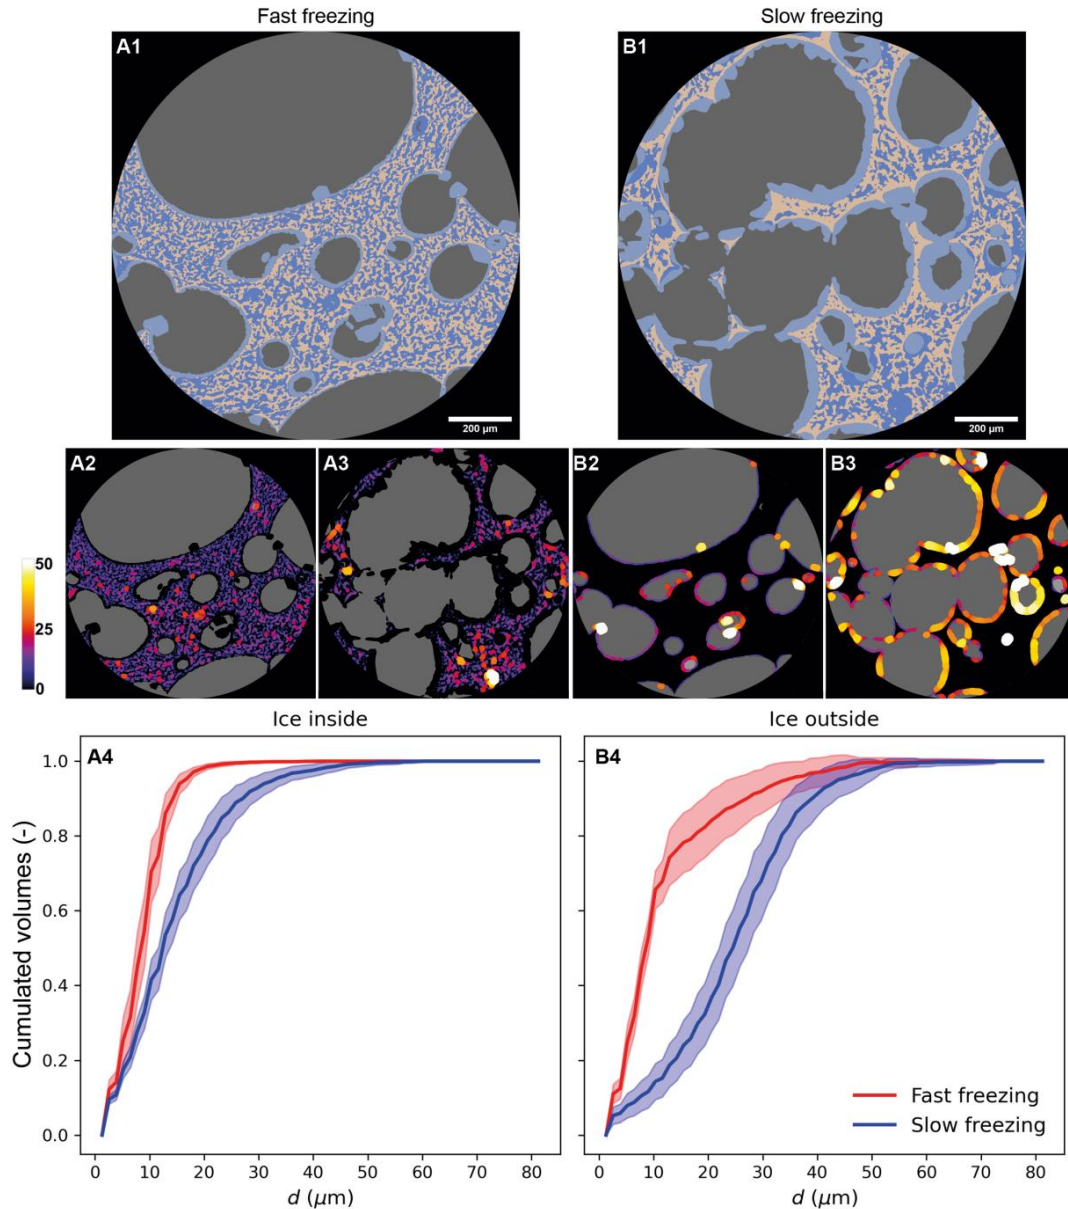 Fast freezing
Slow freezing
A1
B1
200 µm
200 µm
A2
A3
B2
B3
50
25
0
Ice inside
Ice outside
A4
B4
1.0
0.8
0.6
0.4
0.2
0.0
Cumulated volumes (-)
Fast freezing
Slow freezing
0 10 20 30 40 50 60 70 80
0 10 20 30 40 50 60 70 80
d (µm)
d (µm)